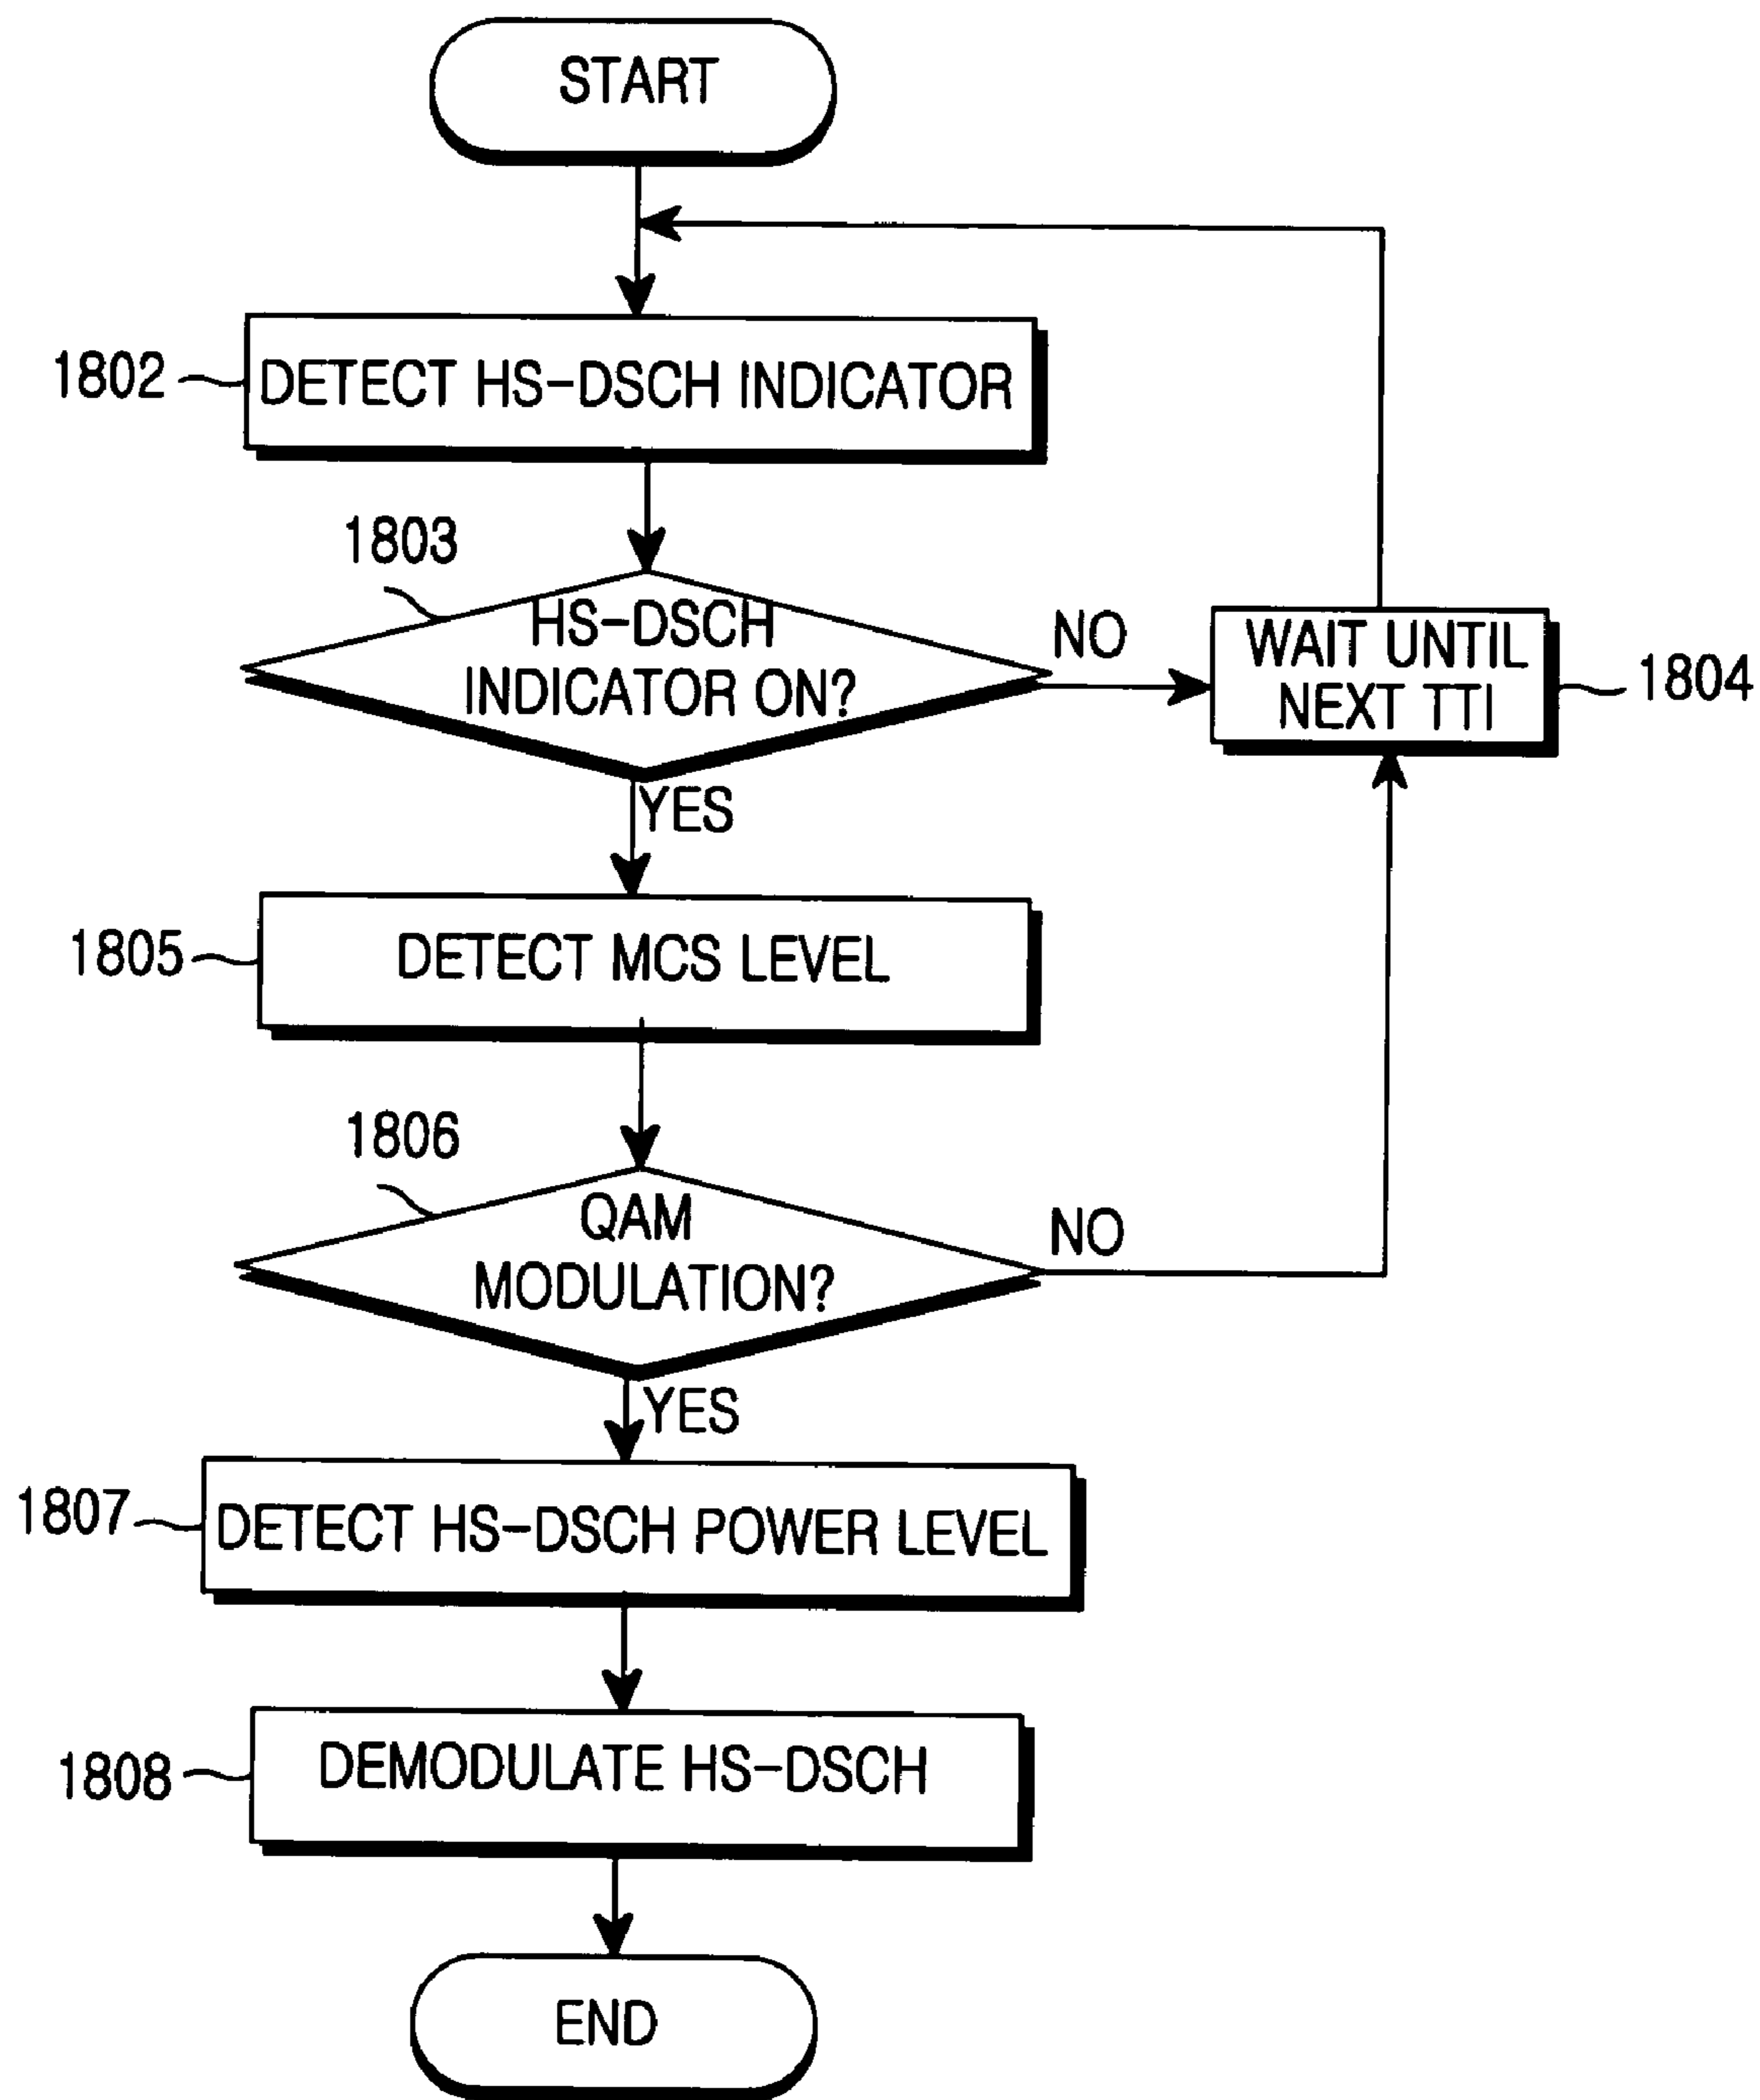 START
1802
DETECT HS-DSCH INDICATOR
1803
HS-DSCH
INDICATOR ON?
NO
WAIT UNTIL
NEXT TTI
1804
YES
1805
DETECT MCS LEVEL
1806
QAM
MODULATION?
NO
YES
1807
DETECT HS-DSCH POWER LEVEL
1808
DEMODULATE HS-DSCH
END